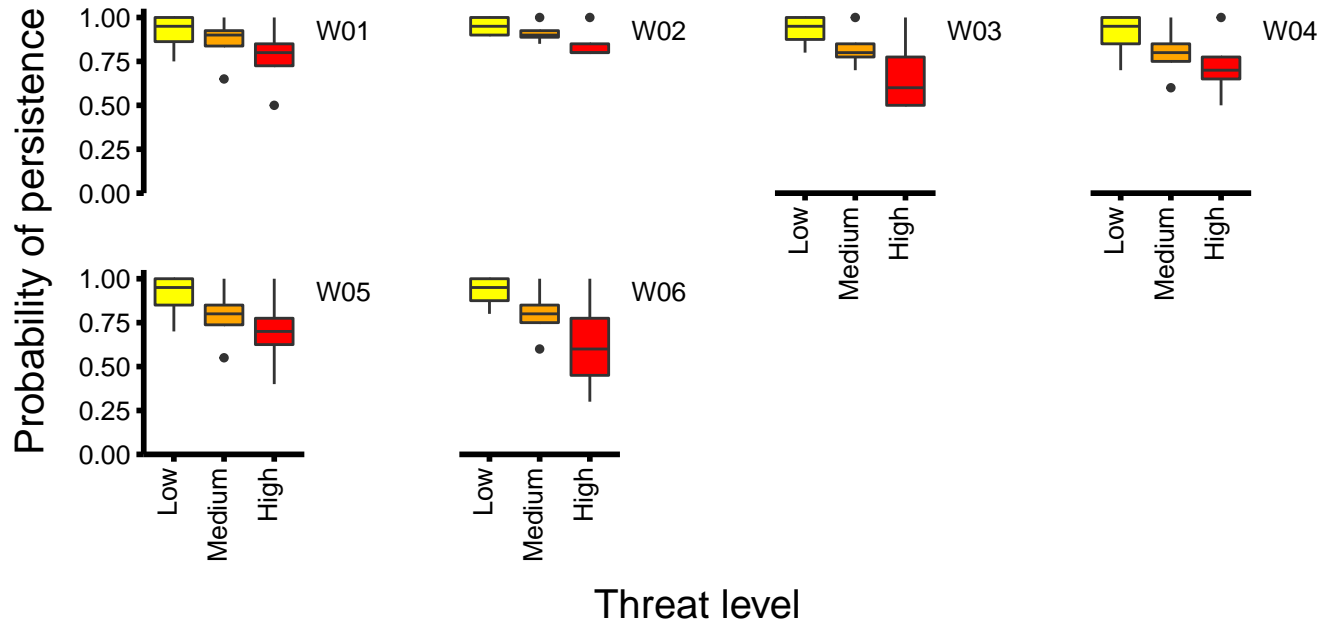 Probability of persistence
1.00
0.75
0.50
0.25
0.00
W01
W02
W03
W04
Low
Medium
High
Low
Medium
High
1.00
0.75
0.50
0.25
0.00
W05
W06
Low
Medium
High
Low
Medium
High
Threat level